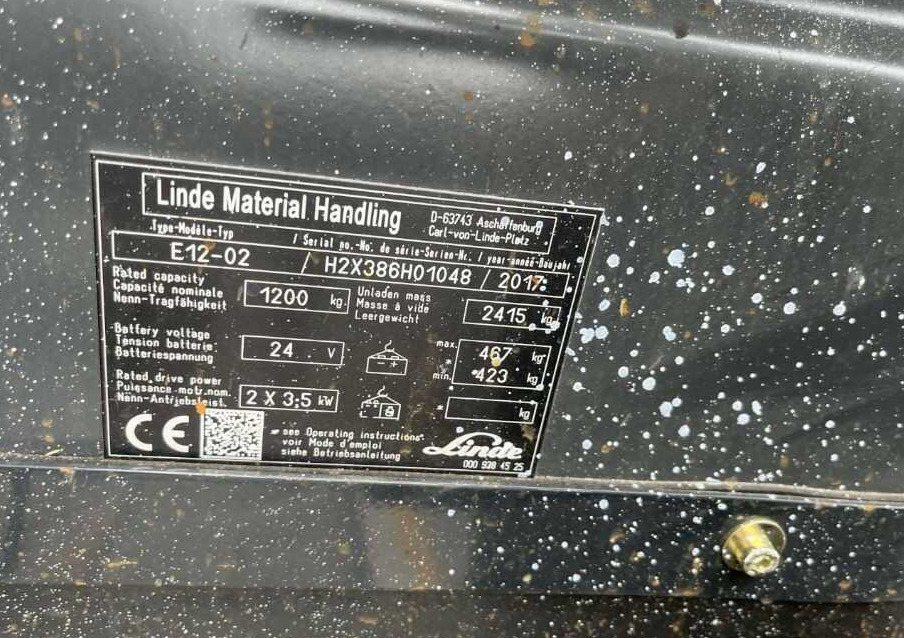 Linde Material Handling
D-63743 Aschaffenburg
Carl-von-Linde-Platz
Type-Modèle-Typ / Serial no.-No. de série-Serien-Nr. / year-année-Baujahr
E12-02 / H2X386H01048 / 2017
Rated capacity
Capacité nominale
Nenn-Tragfähigkeit
1200 kg
Unladen mass
Masse à vide
Leergewicht
2415 kg
Battery voltage
Tension batterie
Batteriespannung
24 V
max. 467 kg
min. 423 kg
Rated drive power
Puissance motr.nom.
Nenn-Antriebsleist.
2 X 3,5 kW
* kg
CE
* see Operating instructions
voir Mode d'emploi
siehe Betriebsanleitung
Linde
000 938 45 25